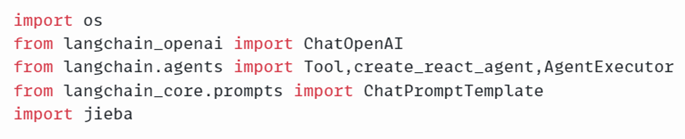 import os
from langchain_openai import ChatOpenAI
from langchain.agents import Tool,create_react_agent,AgentExecutor
from langchain_core.prompts import ChatPromptTemplate
import jieba